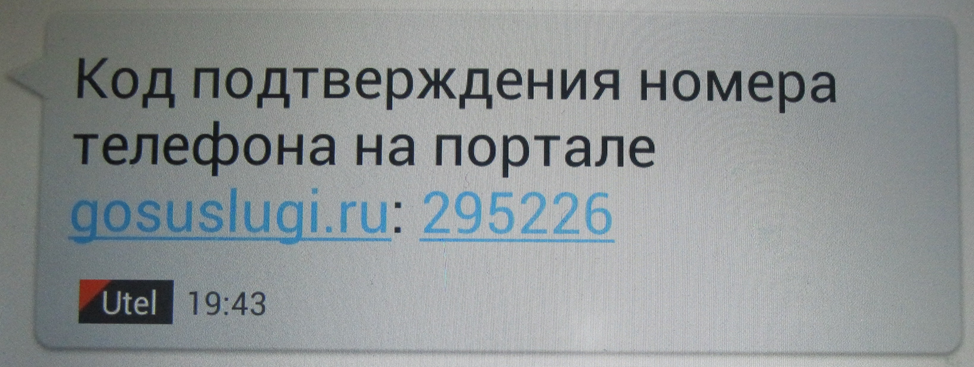 Код подтверждения номера
телефона на портале
gosuslugi.ru: 295226
Utel 19:43